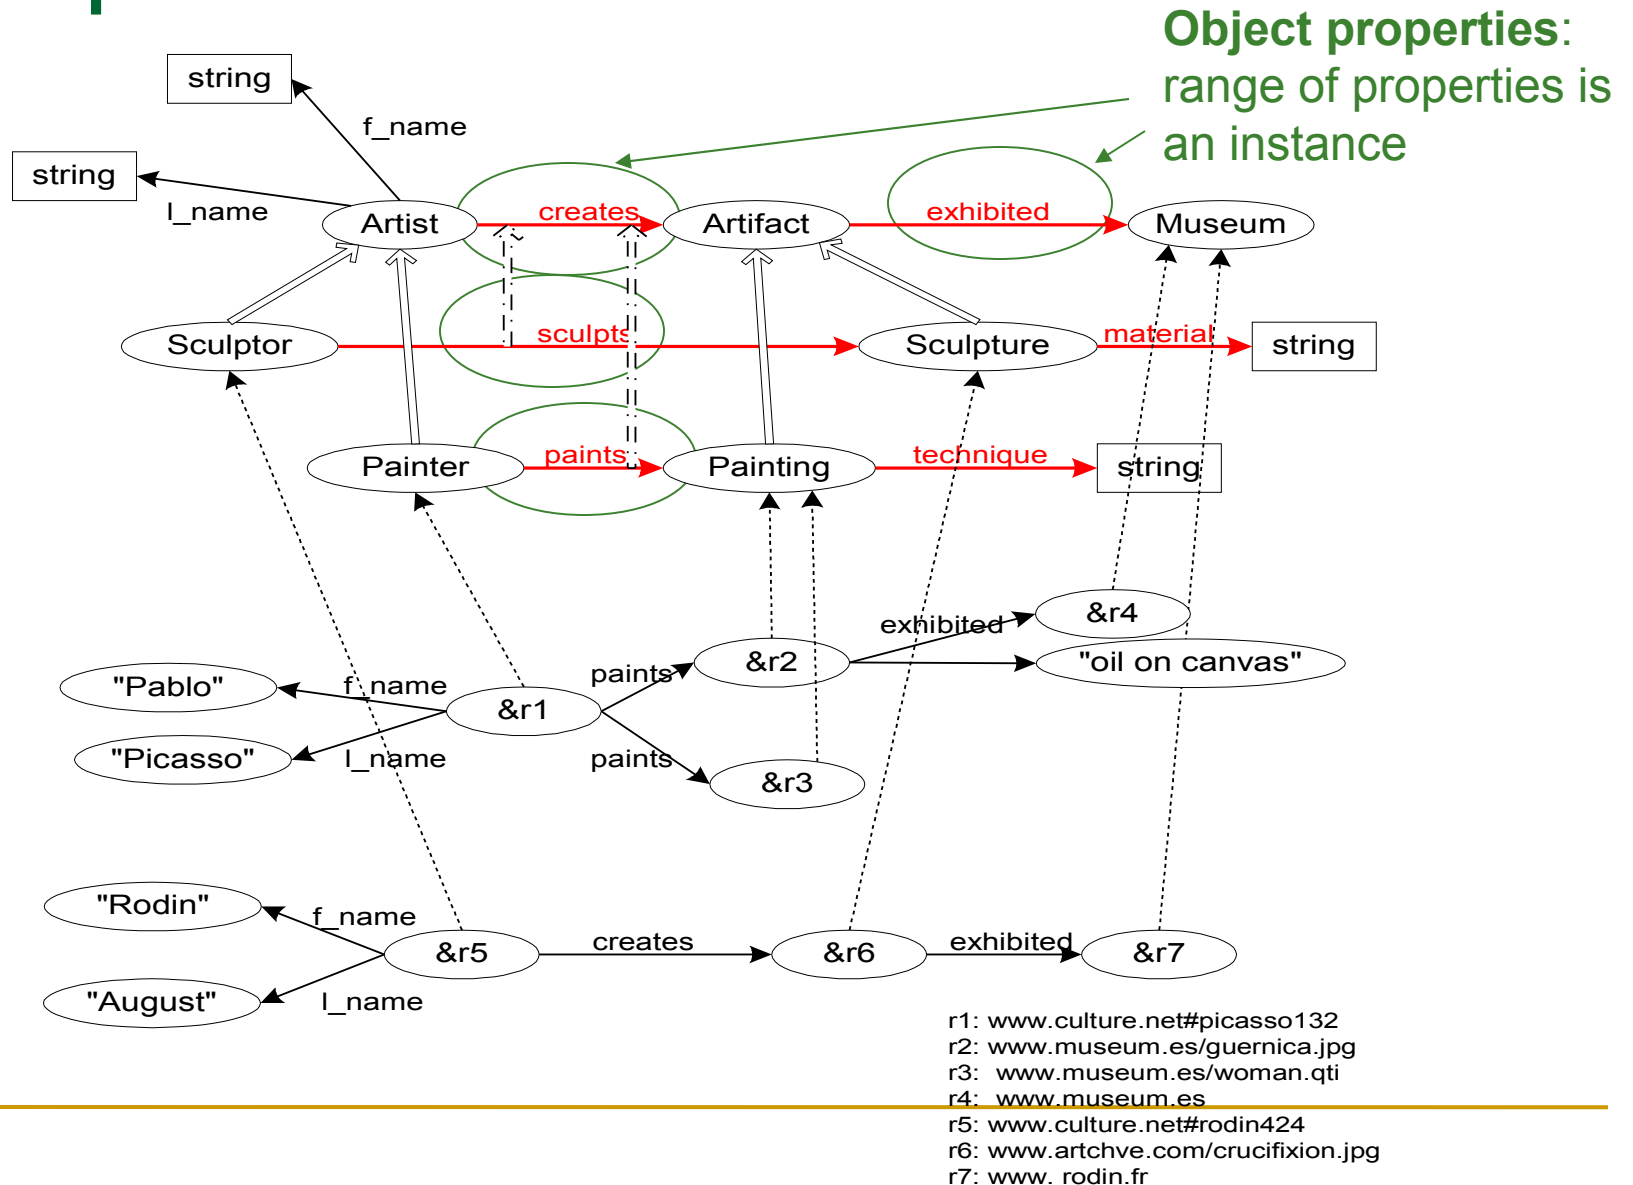 Object properties:
range of properties is
an instance
string
f_name
string
l_name
Artist
creates
Artifact
exhibited
Museum
Sculptor
sculpts
Sculpture
material
string
Painter
paints
Painting
technique
string
&r4
exhibited
&r2
"oil on canvas"
paints
"Pablo"
f_name
&r1
"Picasso"
l_name
paints
&r3
"Rodin"
f_name
&r5
creates
&r6
exhibited
&r7
"August"
l_name
r1: www.culture.net#picasso132
r2: www.museum.es/guernica.jpg
r3: www.museum.es/woman.qti
r4: www.museum.es
r5: www.culture.net#rodin424
r6: www.artchve.com/crucifixion.jpg
r7: www. rodin.fr